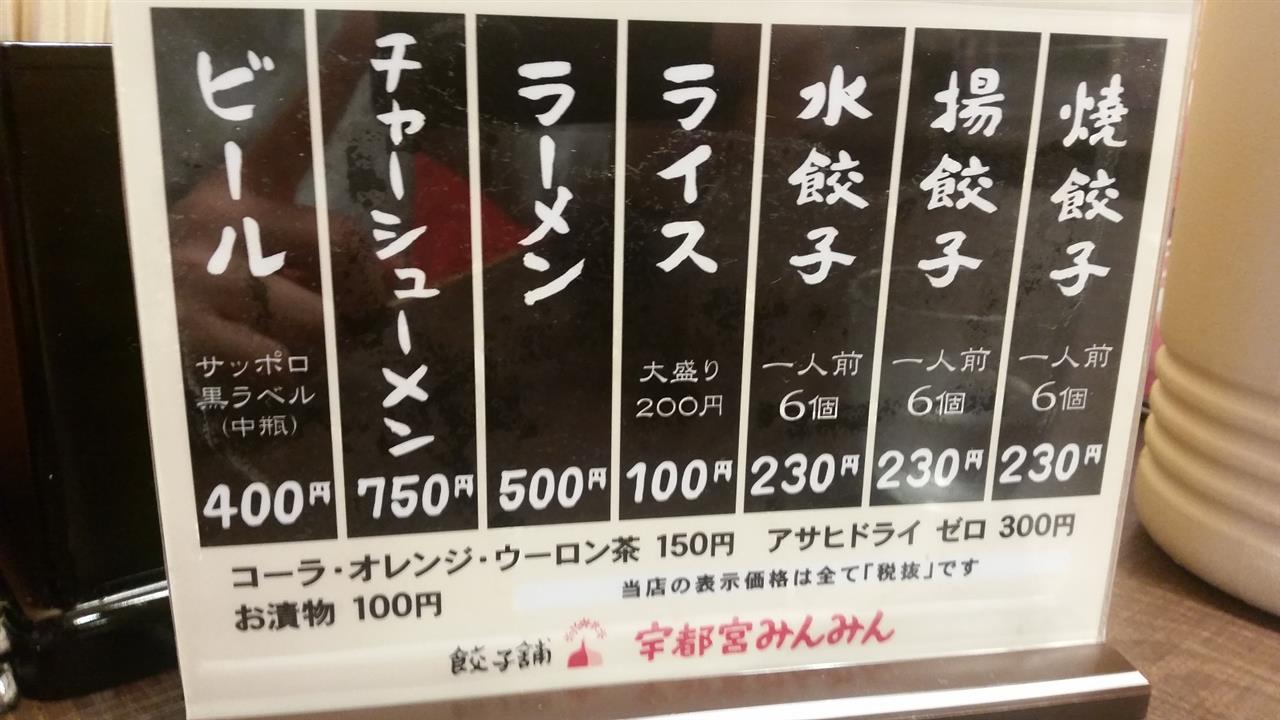 焼餃子
一人前
6個
230円
揚餃子
一人前
6個
230円
水餃子
一人前
6個
230円
ライス
大盛り
200円
100円
ラーメン
500円
チャーシューメン
750円
ビール
サッポロ
黒ラベル
(中瓶)
400円
コーラ・オレンジ・ウーロン茶 150円 アサヒドライ ゼロ 300円
お漬物 100円
当店の表示価格は全て「税抜」です
餃子舗 宇都宮みんみん